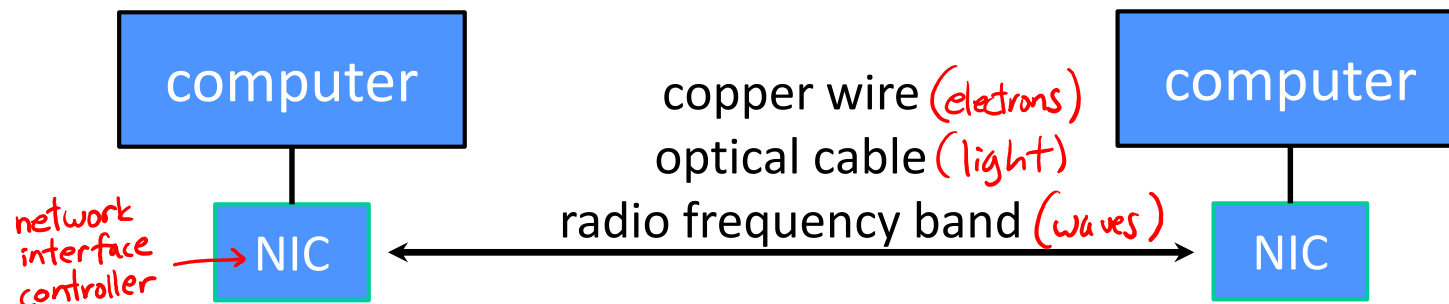 computer
computer
copper wire (electrons)
optical cable (light)
radio frequency band (waves)
network
interface
controller
NIC
NIC